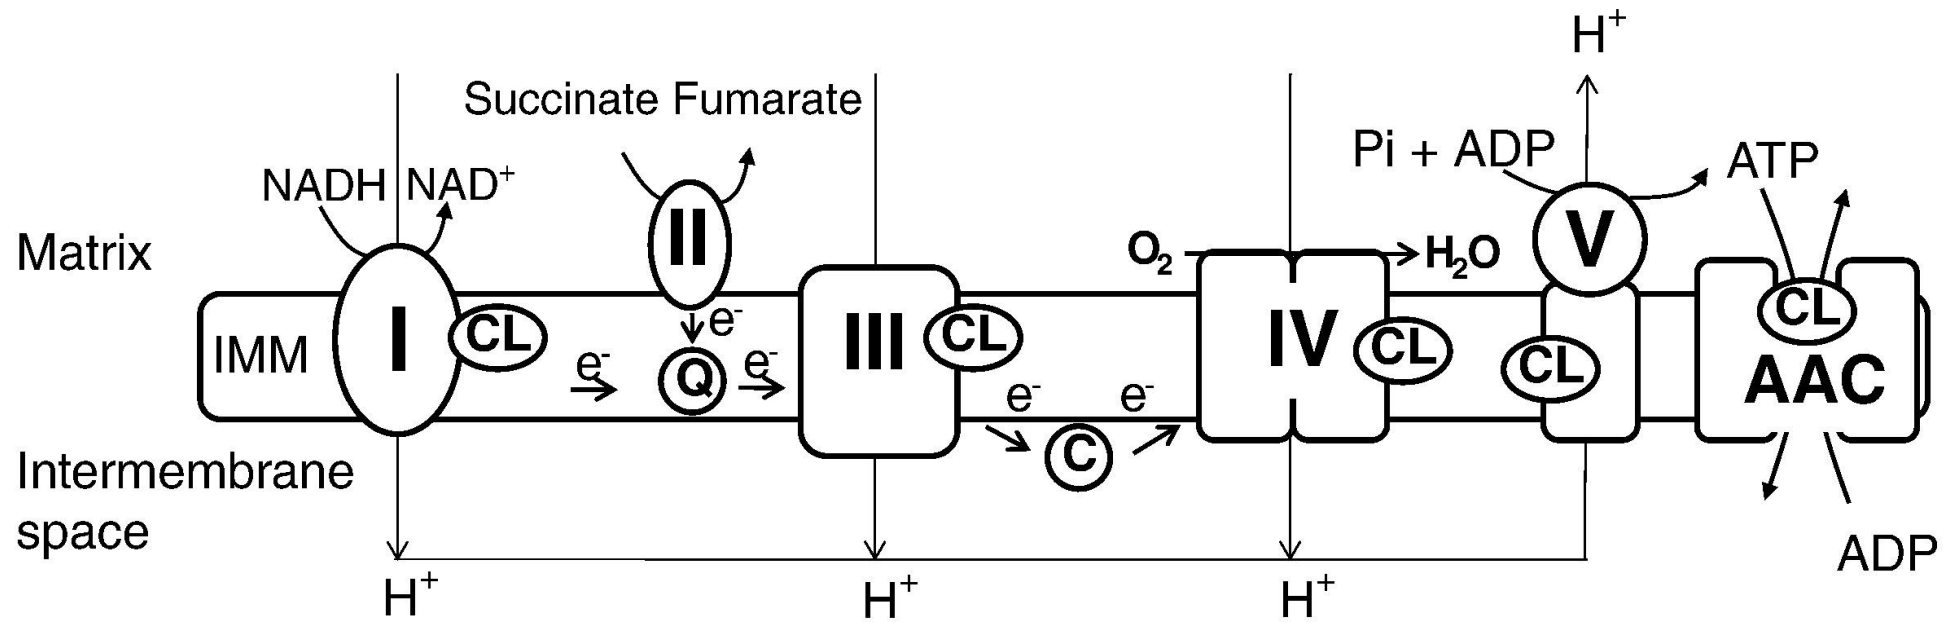 H⁺
Succinate Fumarate
Pi + ADP
ATP
NADH NAD⁺
Matrix
II
V
O₂
H₂O
e⁻
IMM
I
CL
e⁻
Q
e⁻
III
CL
IV
CL
CL
CL
AAC
e⁻
e⁻
C
Intermembrane
space
ADP
H⁺
H⁺
H⁺